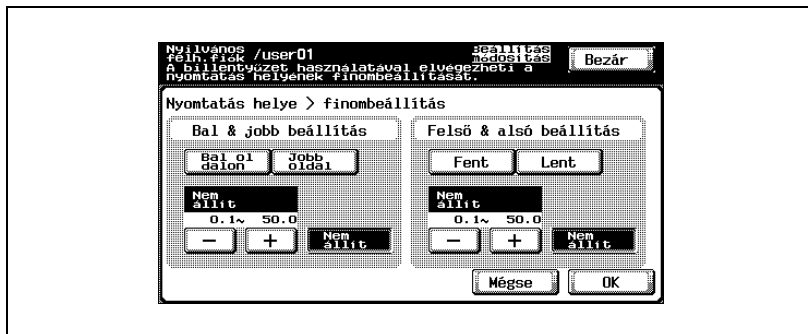 Nyilvános
félh.fiók /user01
Beállítás
módosítás
Bezár
A billentyűzet használatával elvégezheti a
nyomtatás helyének finombeállítását.
Nyomtatás helye > finombeállítás
Bal & jobb beállítás
Felső & alsó beállítás
Bal ol
dalon
Jobb
oldal
Fent
Lent
Nem
állít
0.1~ 50.0
Nem
állít
0.1~ 50.0
－ + Nem
állít
－ + Nem
állít
Mégse
OK